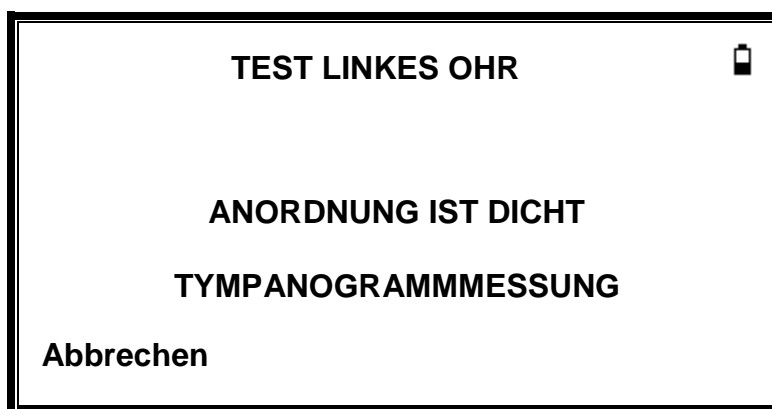 TEST LINKES OHR
ANORDNUNG IST DICHT
TYMPANOGRAMMMESSUNG
Abbrechen